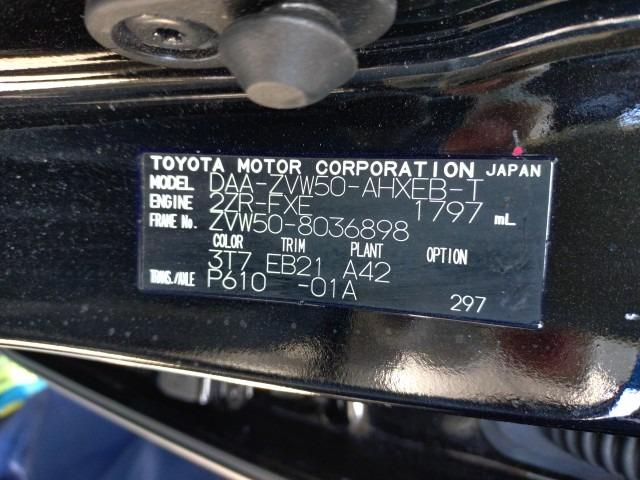 TOYOTA MOTOR CORPORATION JAPAN
MODEL DAA-ZVW50-AHXEB-T
ENGINE 2ZR-FXE 1797 mL
FRAME No. ZVW50-8036898
COLOR TRIM PLANT OPTION
3T7 EB21 A42
TRANS./AXLE P610 -01A
297